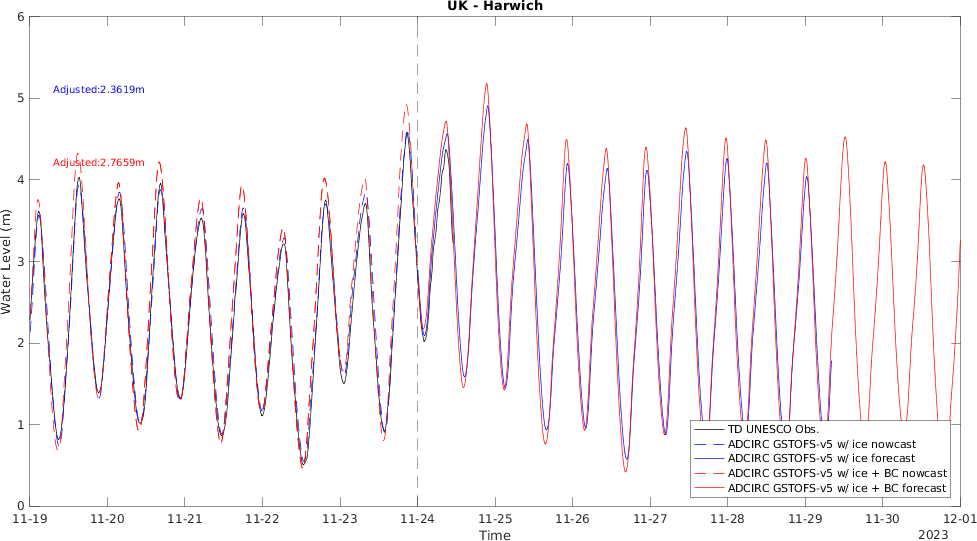 UK - Harwich
Adjusted:2.3619m
Adjusted:2.7659m
Water Level (m)
6
5
4
3
2
1
0
TD UNESCO Obs.
ADCIRC GSTOFS-v5 w/ ice nowcast
ADCIRC GSTOFS-v5 w/ ice forecast
ADCIRC GSTOFS-v5 w/ ice + BC nowcast
ADCIRC GSTOFS-v5 w/ ice + BC forecast
11-19 11-20 11-21 11-22 11-23 11-24 11-25 11-26 11-27 11-28 11-29 11-30 12-01
Time
2023